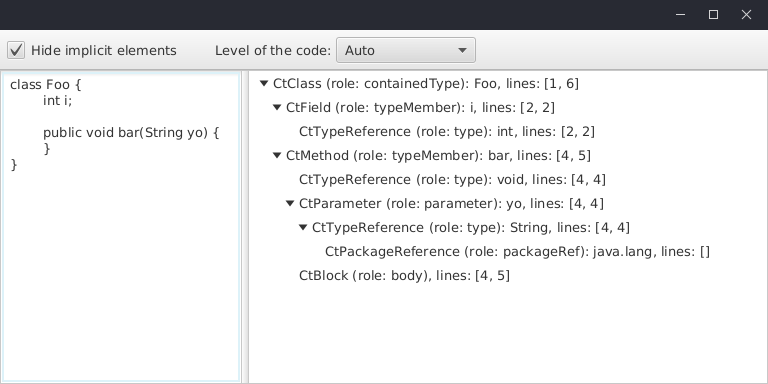 Hide implicit elements
Level of the code: Auto
class Foo {
int i;
public void bar(String yo) {
}
}
CtClass (role: containedType): Foo, lines: [1, 6]
CtField (role: typeMember): i, lines: [2, 2]
CtTypeReference (role: type): int, lines: [2, 2]
CtMethod (role: typeMember): bar, lines: [4, 5]
CtTypeReference (role: type): void, lines: [4, 4]
CtParameter (role: parameter): yo, lines: [4, 4]
CtTypeReference (role: type): String, lines: [4, 4]
CtPackageReference (role: packageRef): java.lang, lines: []
CtBlock (role: body), lines: [4, 5]